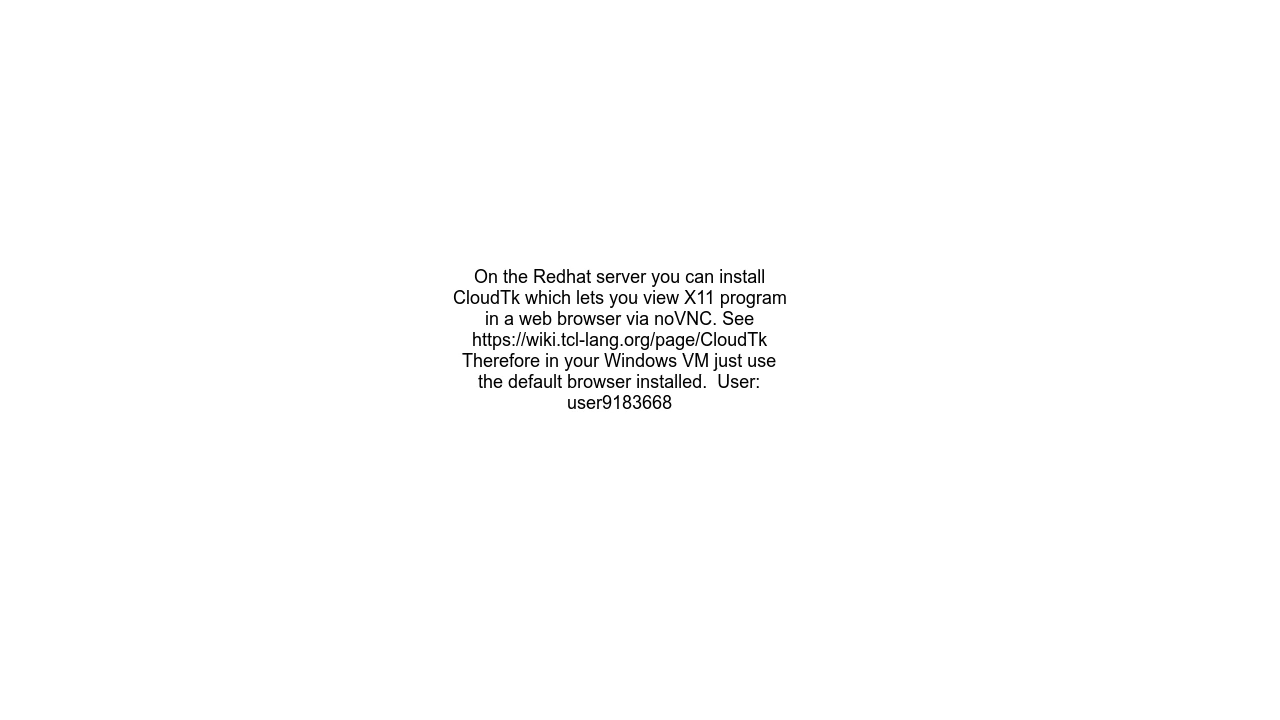 On the Redhat server you can install
CloudTk which lets you view X11 program
in a web browser via noVNC. See
https://wiki.tcl-lang.org/page/CloudTk
Therefore in your Windows VM just use
the default browser installed.  User:
user9183668